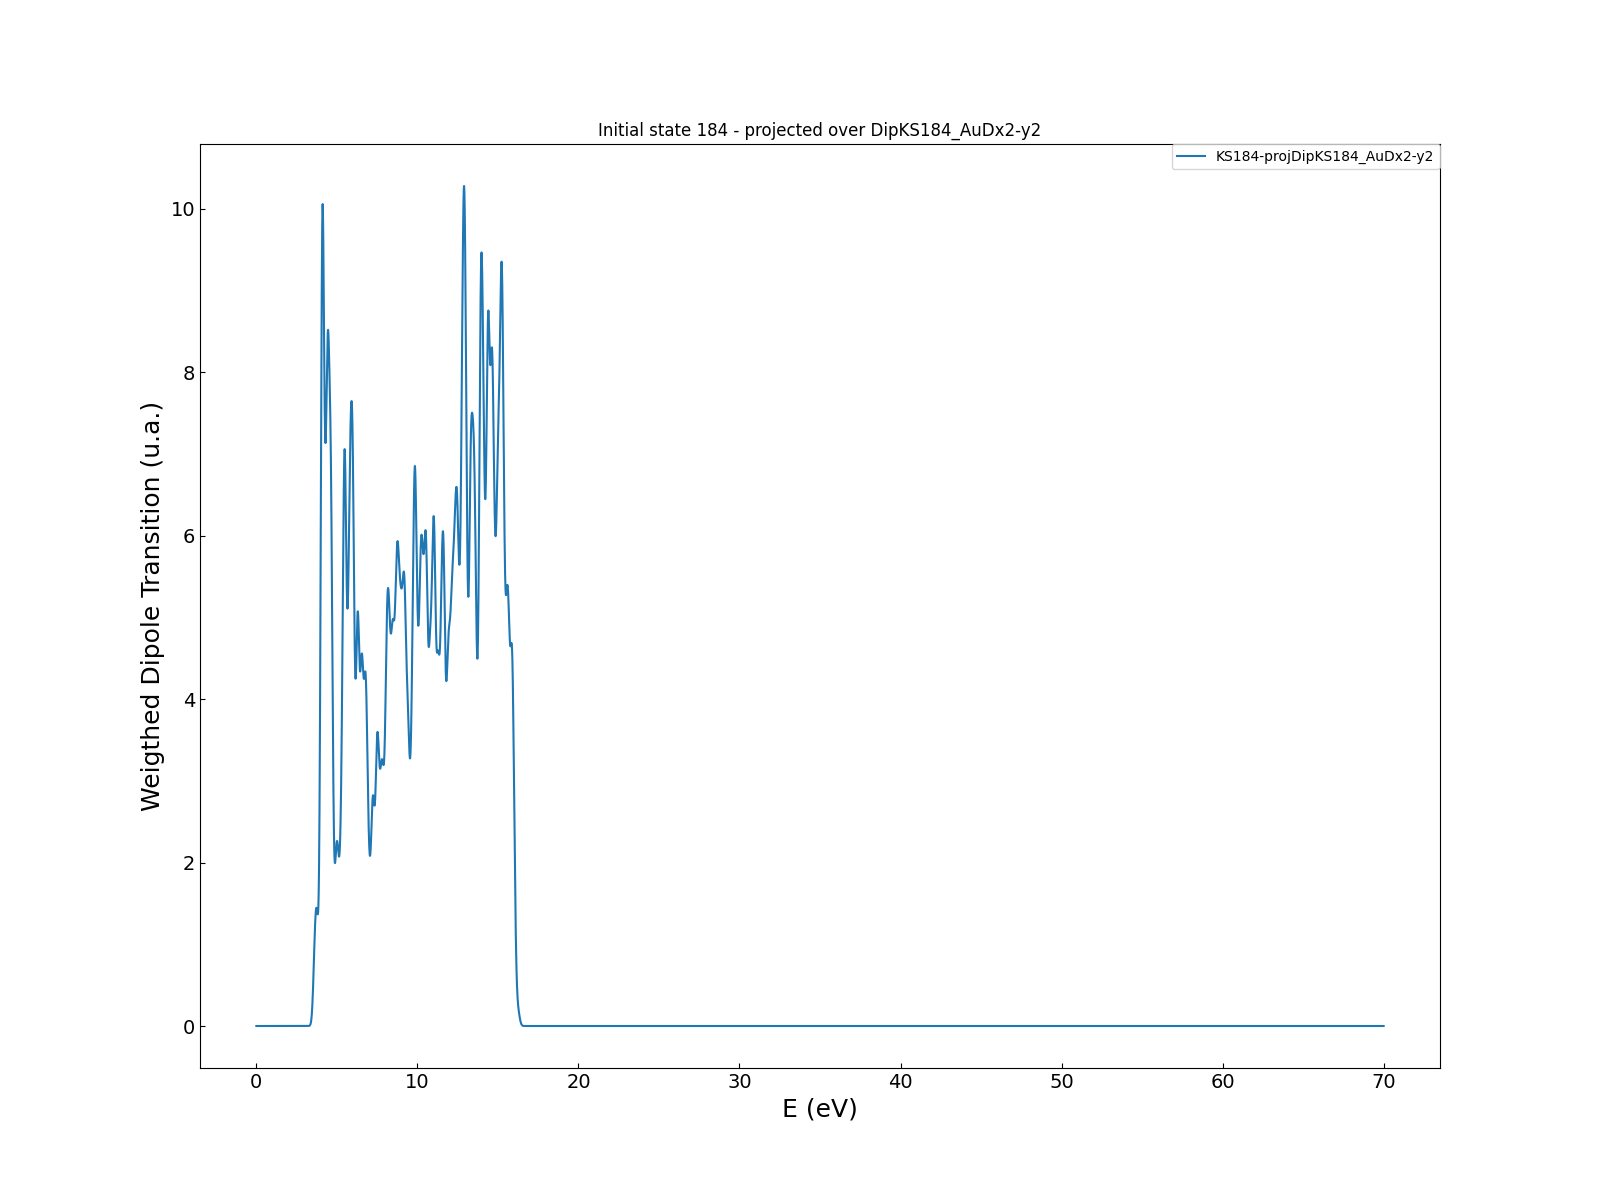 Initial state 184 - projected over DipKS184_AuDx2-y2
KS184-projDipKS184_AuDx2-y2
Weigthed Dipole Transition (u.a.)
10
8
6
4
2
0
0 10 20 30 40 50 60 70
E (eV)